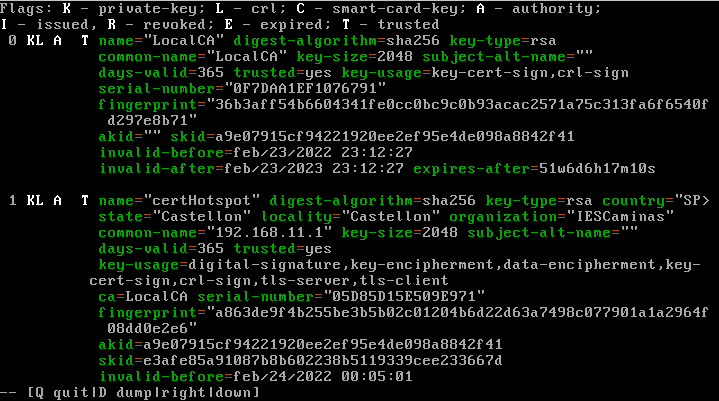 Flags: K - private-key; L - crl; C - smart-card-key; A - authority;
I - issued, R - revoked; E - expired; T - trusted
0 KL A T name="LocalCA" digest-algorithm=sha256 key-type=rsa
common-name="LocalCA" key-size=2048 subject-alt-name=""
days-valid=365 trusted=yes key-usage=key-cert-sign,crl-sign
serial-number="0F7DAA1EF1076791"
fingerprint="36b3aff54b6604341fe0cc0bc9c0b93acac2571a75c313fa6f6540f
d297e8b71"
akid="" skid=a9e07915cf94221920ee2ef95e4de098a8842f41
invalid-before=feb/23/2022 23:12:27
invalid-after=feb/23/2023 23:12:27 expires-after=51w6d6h17m10s
1 KL A T name="certHotspot" digest-algorithm=sha256 key-type=rsa country="SP>
state="Castellon" locality="Castellon" organization="IESCaminas"
common-name="192.168.11.1" key-size=2048 subject-alt-name=""
days-valid=365 trusted=yes
key-usage=digital-signature,key-encipherment,data-encipherment,key-
cert-sign,crl-sign,tls-server,tls-client
ca=LocalCA serial-number="05D85D15E509E971"
fingerprint="a863de9f4b255be3b5b02c01204b6d22d63a7498c077901a1a2964f
08dd0e2e6"
akid=a9e07915cf94221920ee2ef95e4de098a8842f41
skid=e3afe85a91087b8b602238b5119339cee233667d
invalid-before=feb/24/2022 00:05:01
-- [Q quit|D dump|right|down]